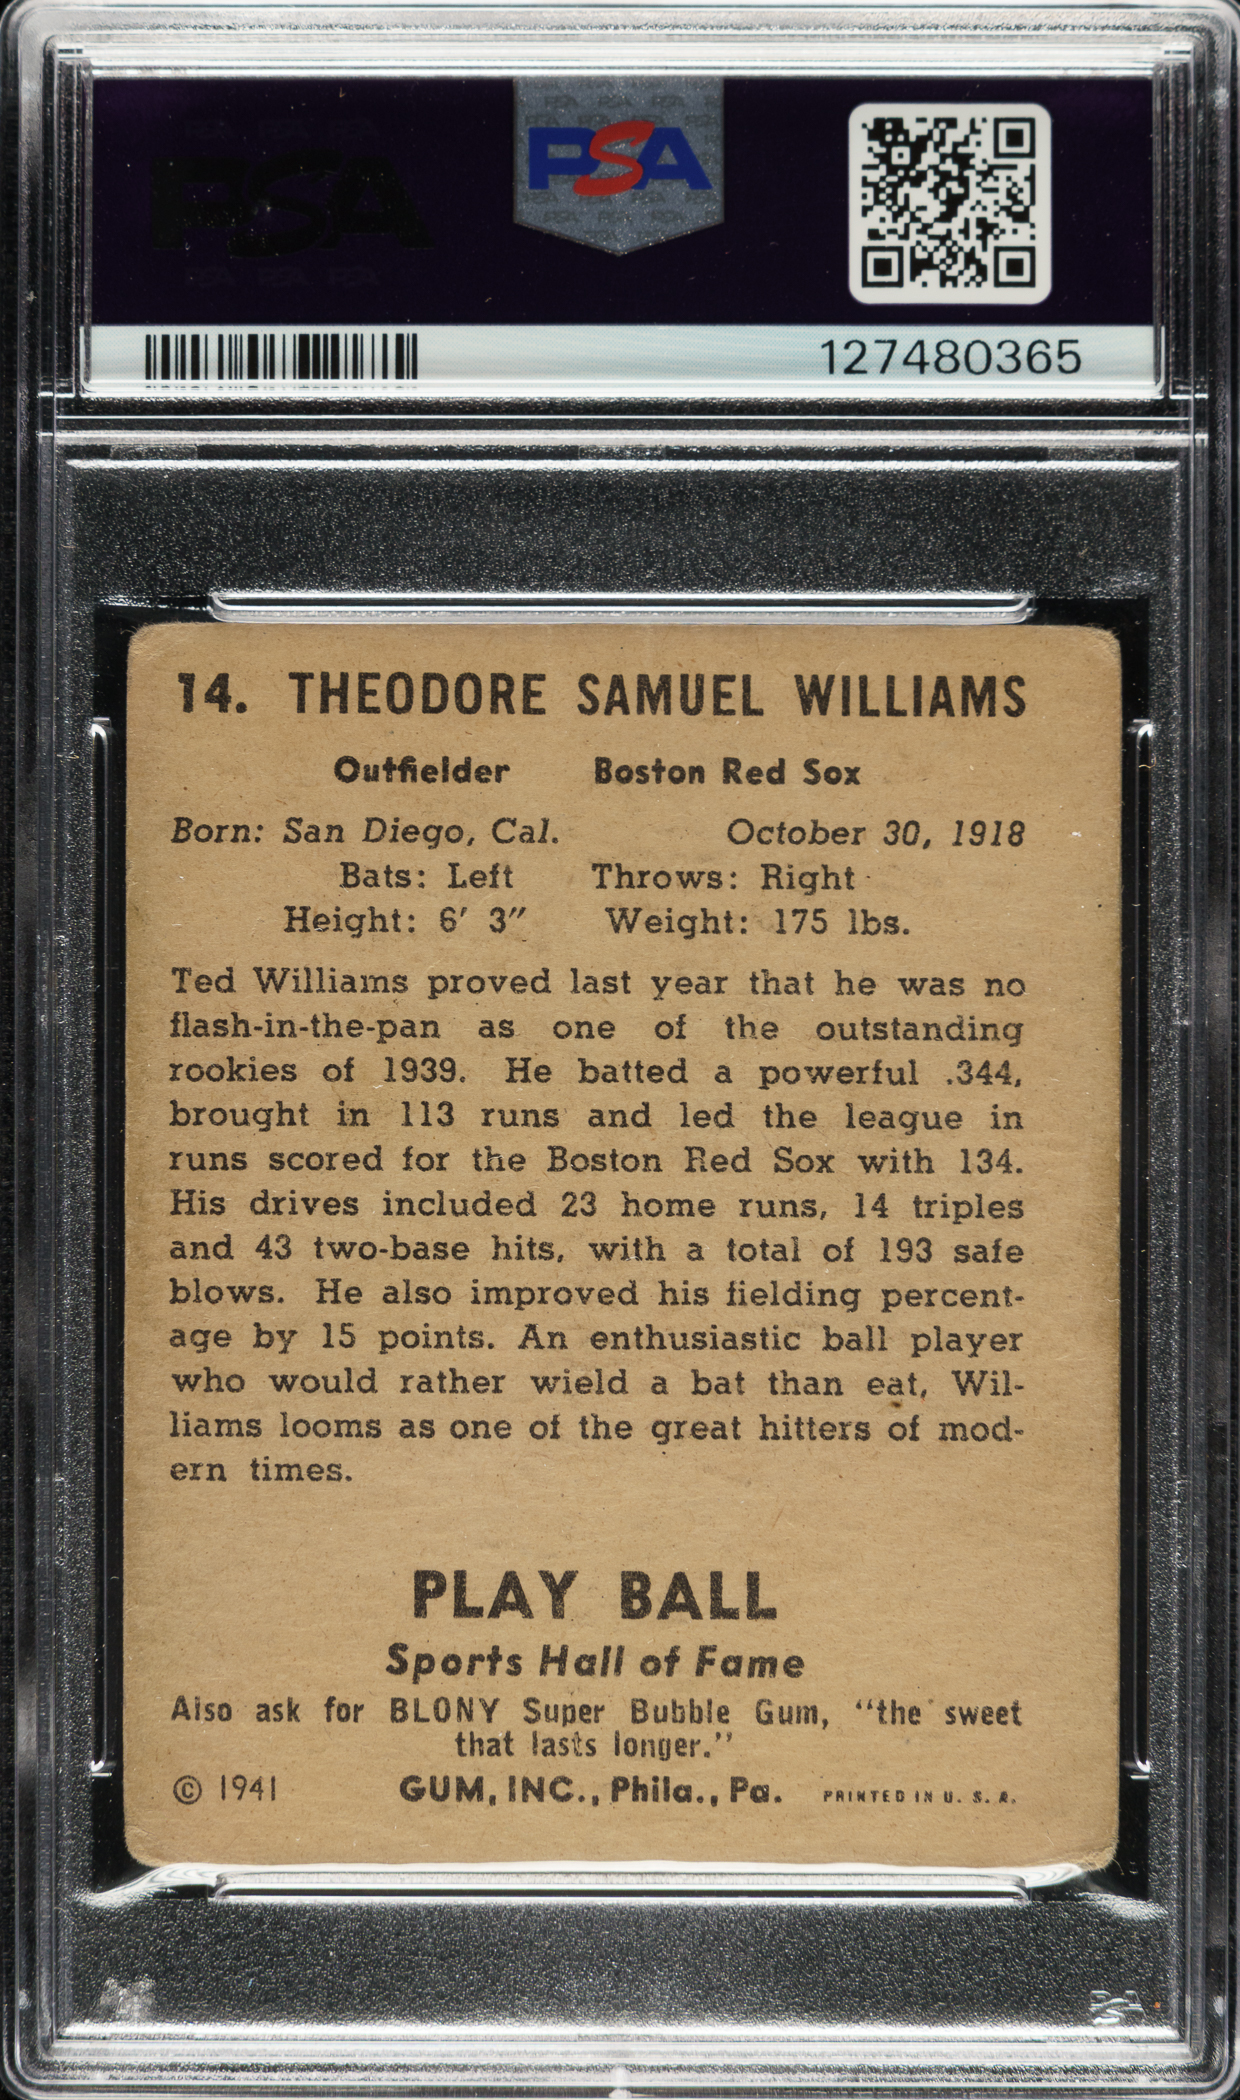 PSA
PSA
127480365
14. THEODORE SAMUEL WILLIAMS
Outfielder Boston Red Sox
Born: San Diego, Cal. October 30, 1918
Bats: Left Throws: Right
Height: 6′ 3″ Weight: 175 lbs.
Ted Williams proved last year that he was no
flash-in-the-pan as one of the outstanding
rookies of 1939. He batted a powerful .344,
brought in 113 runs and led the league in
runs scored for the Boston Red Sox with 134.
His drives included 23 home runs, 14 triples
and 43 two-base hits, with a total of 193 safe
blows. He also improved his fielding percent-
age by 15 points. An enthusiastic ball player
who would rather wield a bat than eat, Wil-
liams looms as one of the great hitters of mod-
ern times.
PLAY BALL
Sports Hall of Fame
Also ask for BLONY Super Bubble Gum, “the sweet
that lasts longer.”
© 1941 GUM, INC., Phila., Pa. PRINTED IN U. S. A.
PSA